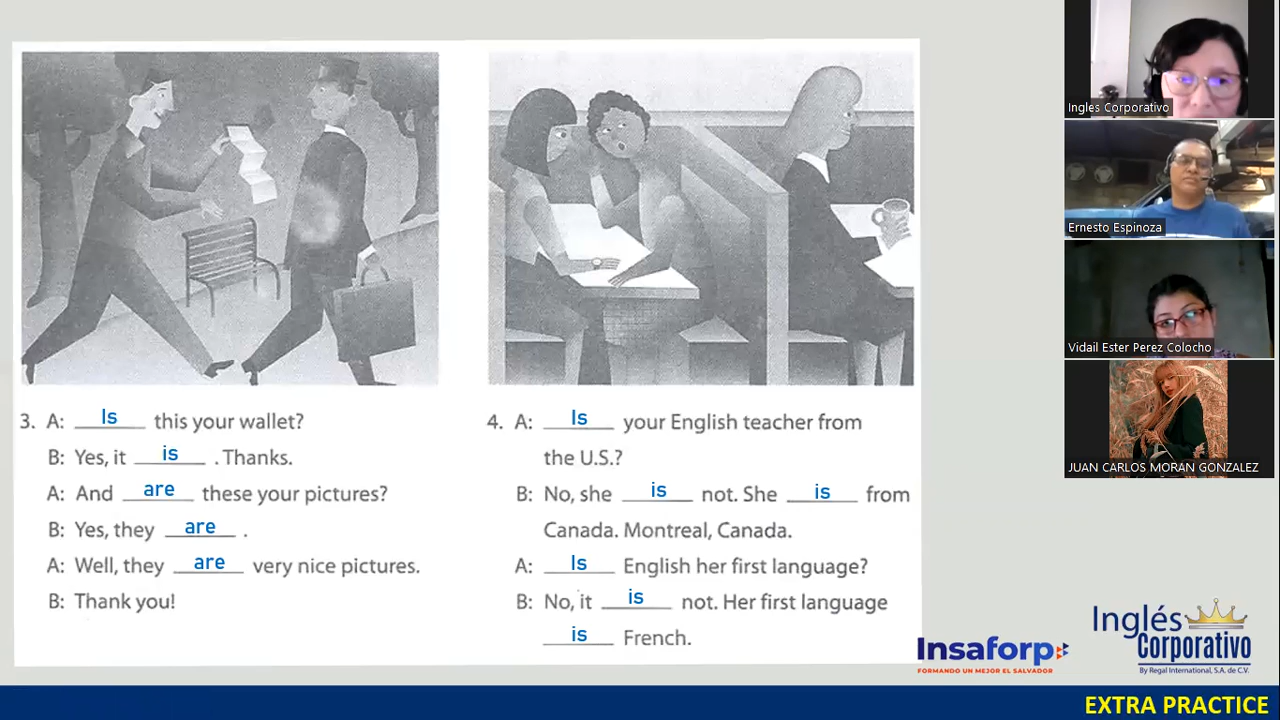 3. A: Is this your wallet?
B: Yes, it is . Thanks.
A: And are these your pictures?
B: Yes, they are .
A: Well, they are very nice pictures.
B: Thank you!
4. A: Is your English teacher from
the U.S.?
B: No, she is not. She is from
Canada. Montreal, Canada.
A: Is English her first language?
B: No, it is not. Her first language
is French.
Insaforp
FORMANDO UN MEJOR EL SALVADOR
Inglés
Corporativo
By Regal International, S.A. de C.V.
EXTRA PRACTICE
Ingles Corporativo
Ernesto Espinoza
Vidail Ester Perez Colocho
JUAN CARLOS MORAN GONZALEZ